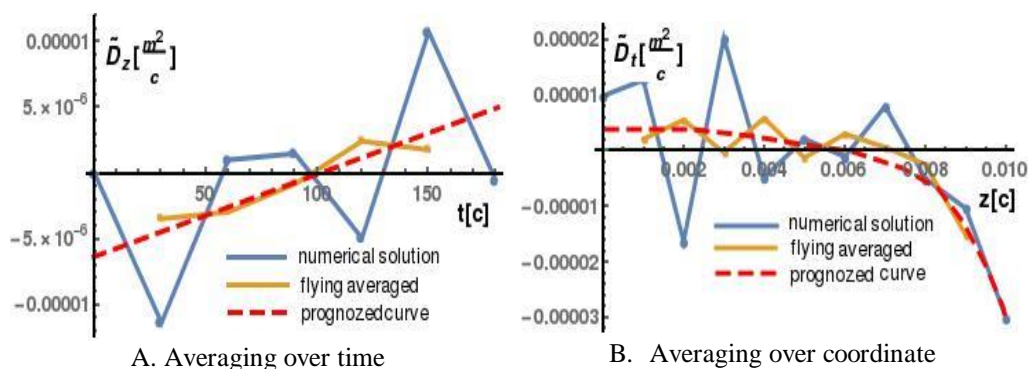 0.00001
D̃z[m²/c]
5. × 10⁻⁶
50
100
150
t[c]
−5. × 10⁻⁶
−0.00001
numerical solution
flying averaged
prognozedcurve
A. Averaging over time
0.00002
D̃t[m²/c]
0.00001
0.002
0.004
0.006
0.008
0.010
z[c]
−0.00001
−0.00002
−0.00003
numerical solution
flying averaged
prognozed curve
B. Averaging over coordinate